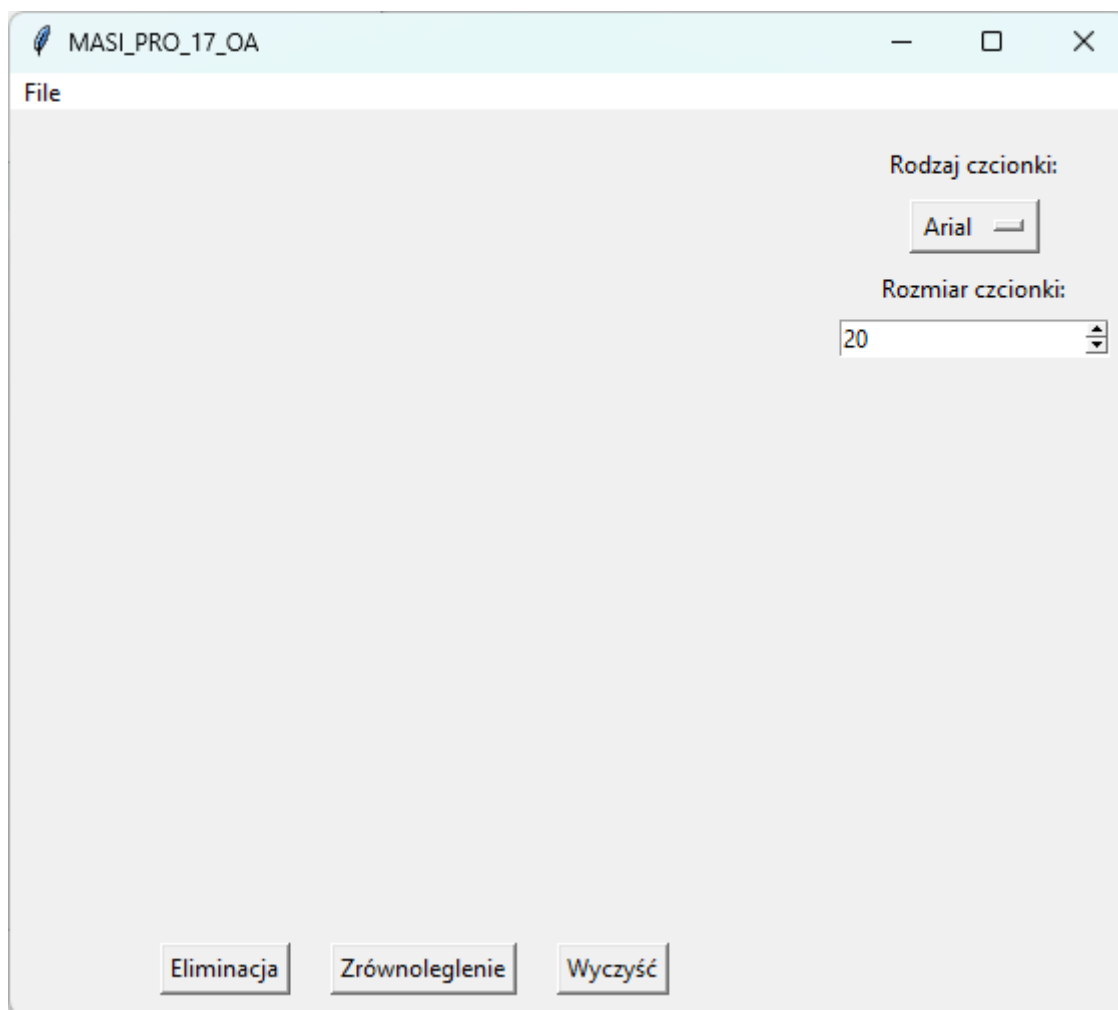 MASI_PRO_17_OA
File
Rodzaj czcionki:
Arial
Rozmiar czcionki:
20
Eliminacja Zrównoleglenie Wyczyść